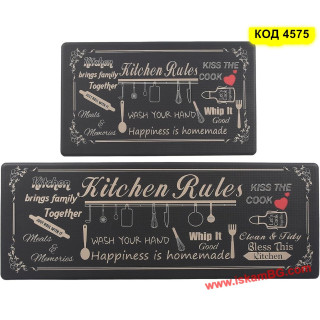 КОД 4575
Kitchen
brings family
Together
Kitchen Rules
KISS THE
COOK
Meals
&
Memories
WASH YOUR HAND
Whip It
Good
Happiness is homemade
Kitchen
brings family
Together
Kitchen Rules
KISS THE
COOK
Meals
&
Memories
WASH YOUR HAND
Whip It
Good
Clean & Tidy
Bless This
Kitchen
Happiness is homemade
www.IskamBG.com